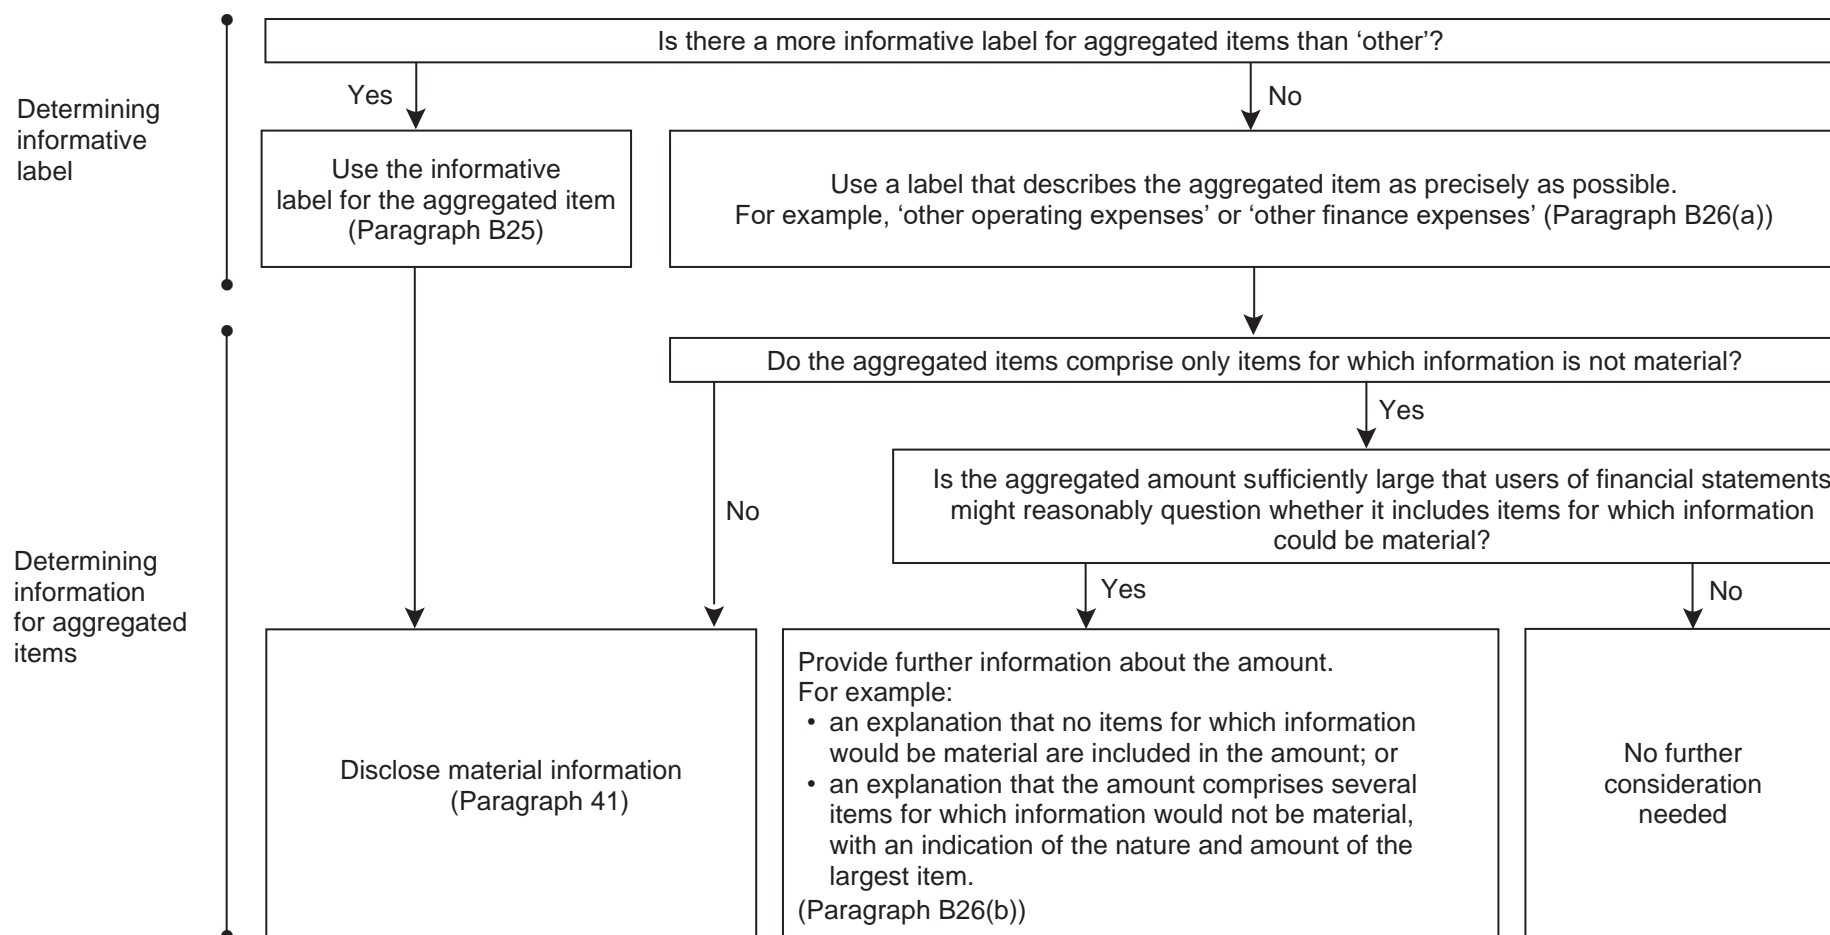 Is there a more informative label for aggregated items than ‘other’?
Yes
No
Determining
informative
label
Use the informative
label for the aggregated item
(Paragraph B25)
Use a label that describes the aggregated item as precisely as possible.
For example, ‘other operating expenses’ or ‘other finance expenses’ (Paragraph B26(a))
Do the aggregated items comprise only items for which information is not material?
Yes
No
Is the aggregated amount sufficiently large that users of financial statements
might reasonably question whether it includes items for which information
could be material?
Yes
No
Determining
information
for aggregated
items
Disclose material information
(Paragraph 41)
Provide further information about the amount.
For example:
• an explanation that no items for which information
would be material are included in the amount; or
• an explanation that the amount comprises several
items for which information would not be material,
with an indication of the nature and amount of the
largest item.
(Paragraph B26(b))
No further
consideration
needed